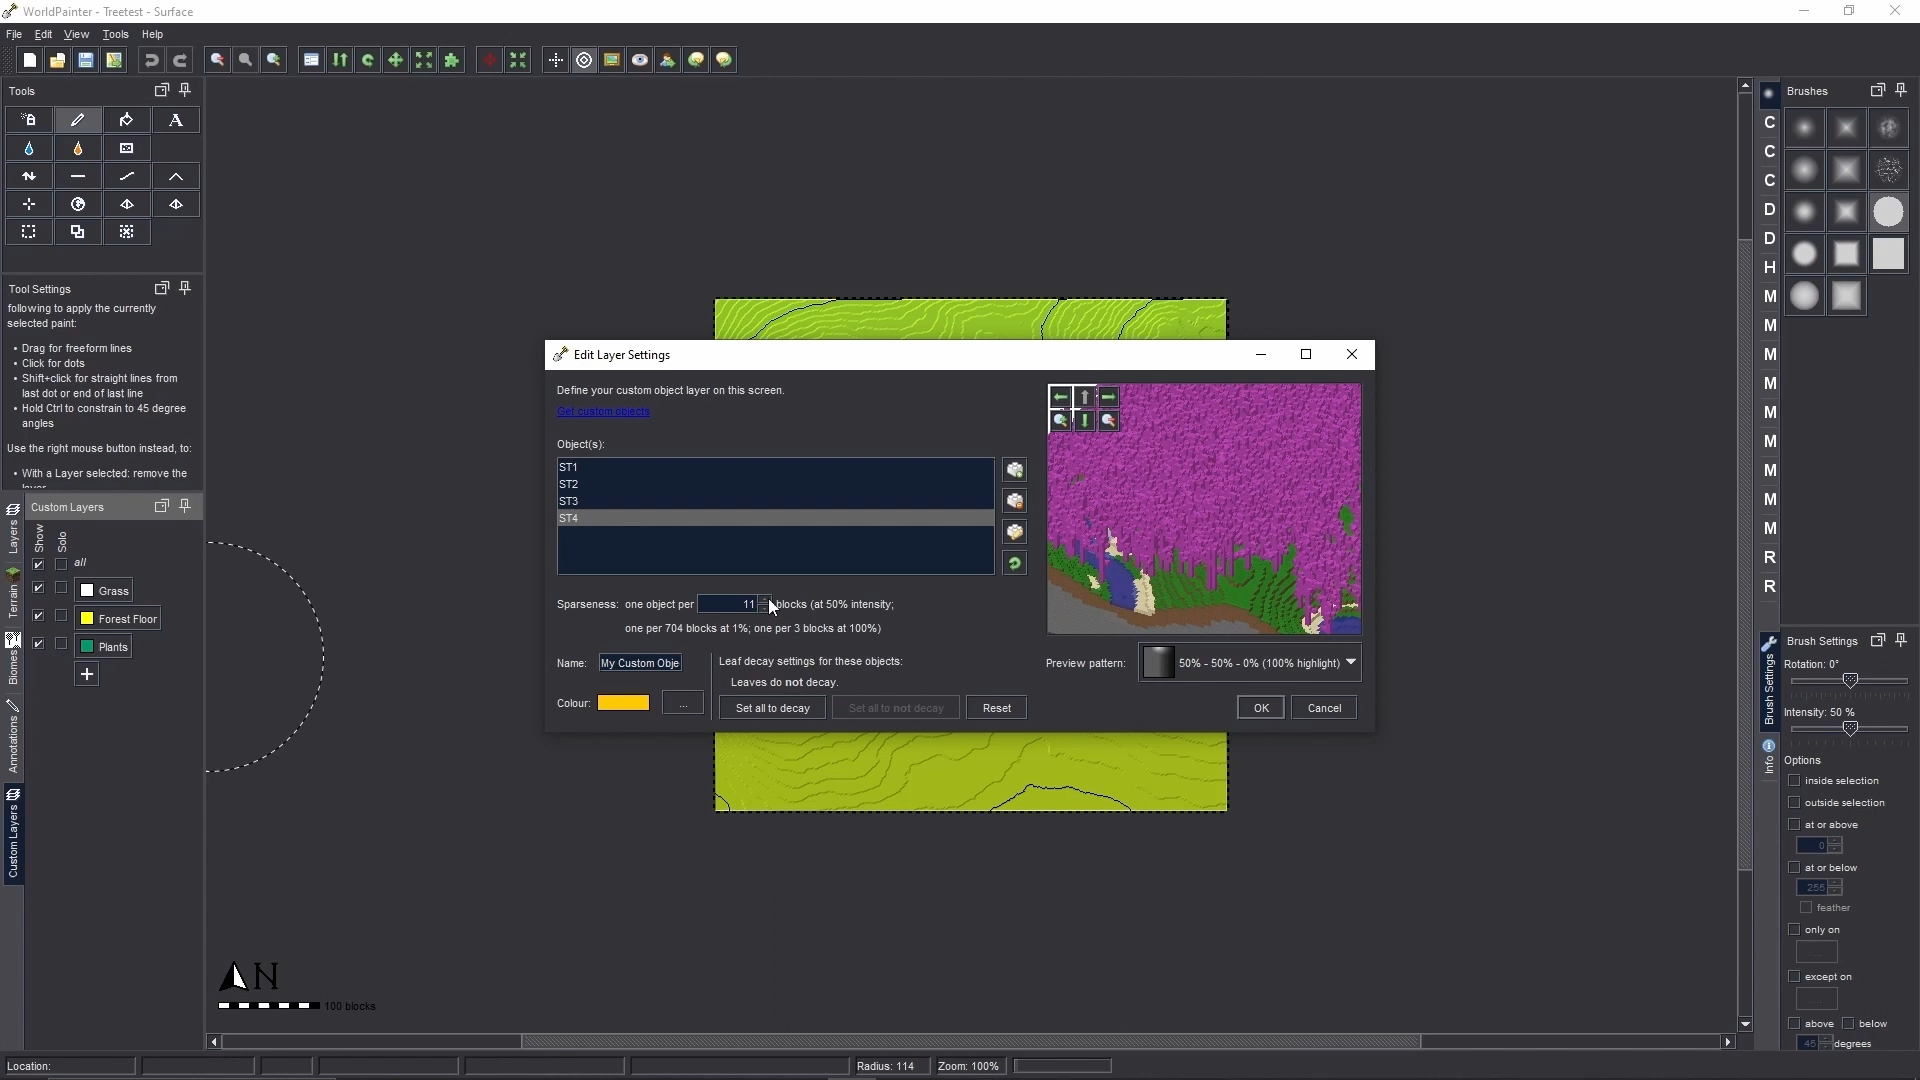 WorldPainter - Treetest - Surface
File Edit View Tools Help
Tools
A
Tool Settings
following to apply the currently
selected paint:
• Drag for freeform lines
• Click for dots
• Shift+click for straight lines from
last dot or end of last line
• Hold Ctrl to constrain to 45 degree
angles
Use the right mouse button instead, to:
• With a Layer selected: remove the
Layers
Terrain
Biomes
Annotations
Custom Layers
Custom Layers
Show
Solo
all
Grass
Forest Floor
Plants
N
100 blocks
Edit Layer Settings
Define your custom object layer on this screen.
Get custom objects
Object(s):
ST1
ST2
ST3
ST4
Sparseness: one object per 11 blocks (at 50% intensity;
one per 704 blocks at 1%; one per 3 blocks at 100%)
Name: My Custom Obje
Colour: ...
Leaf decay settings for these objects:
Leaves do not decay.
Set all to decay
Set all to not decay
Reset
Preview pattern: 50% - 50% - 0% (100% highlight)
OK
Cancel
C
C
C
D
D
H
M
M
M
M
M
M
M
M
M
R
R
Brushes
Brush Settings
Info
Brush Settings
Rotation: 0°
Intensity: 50 %
Options
inside selection
outside selection
at or above
0
at or below
255
feather
only on
except on
above below
45 degrees
Location:
Radius: 114
Zoom: 100%